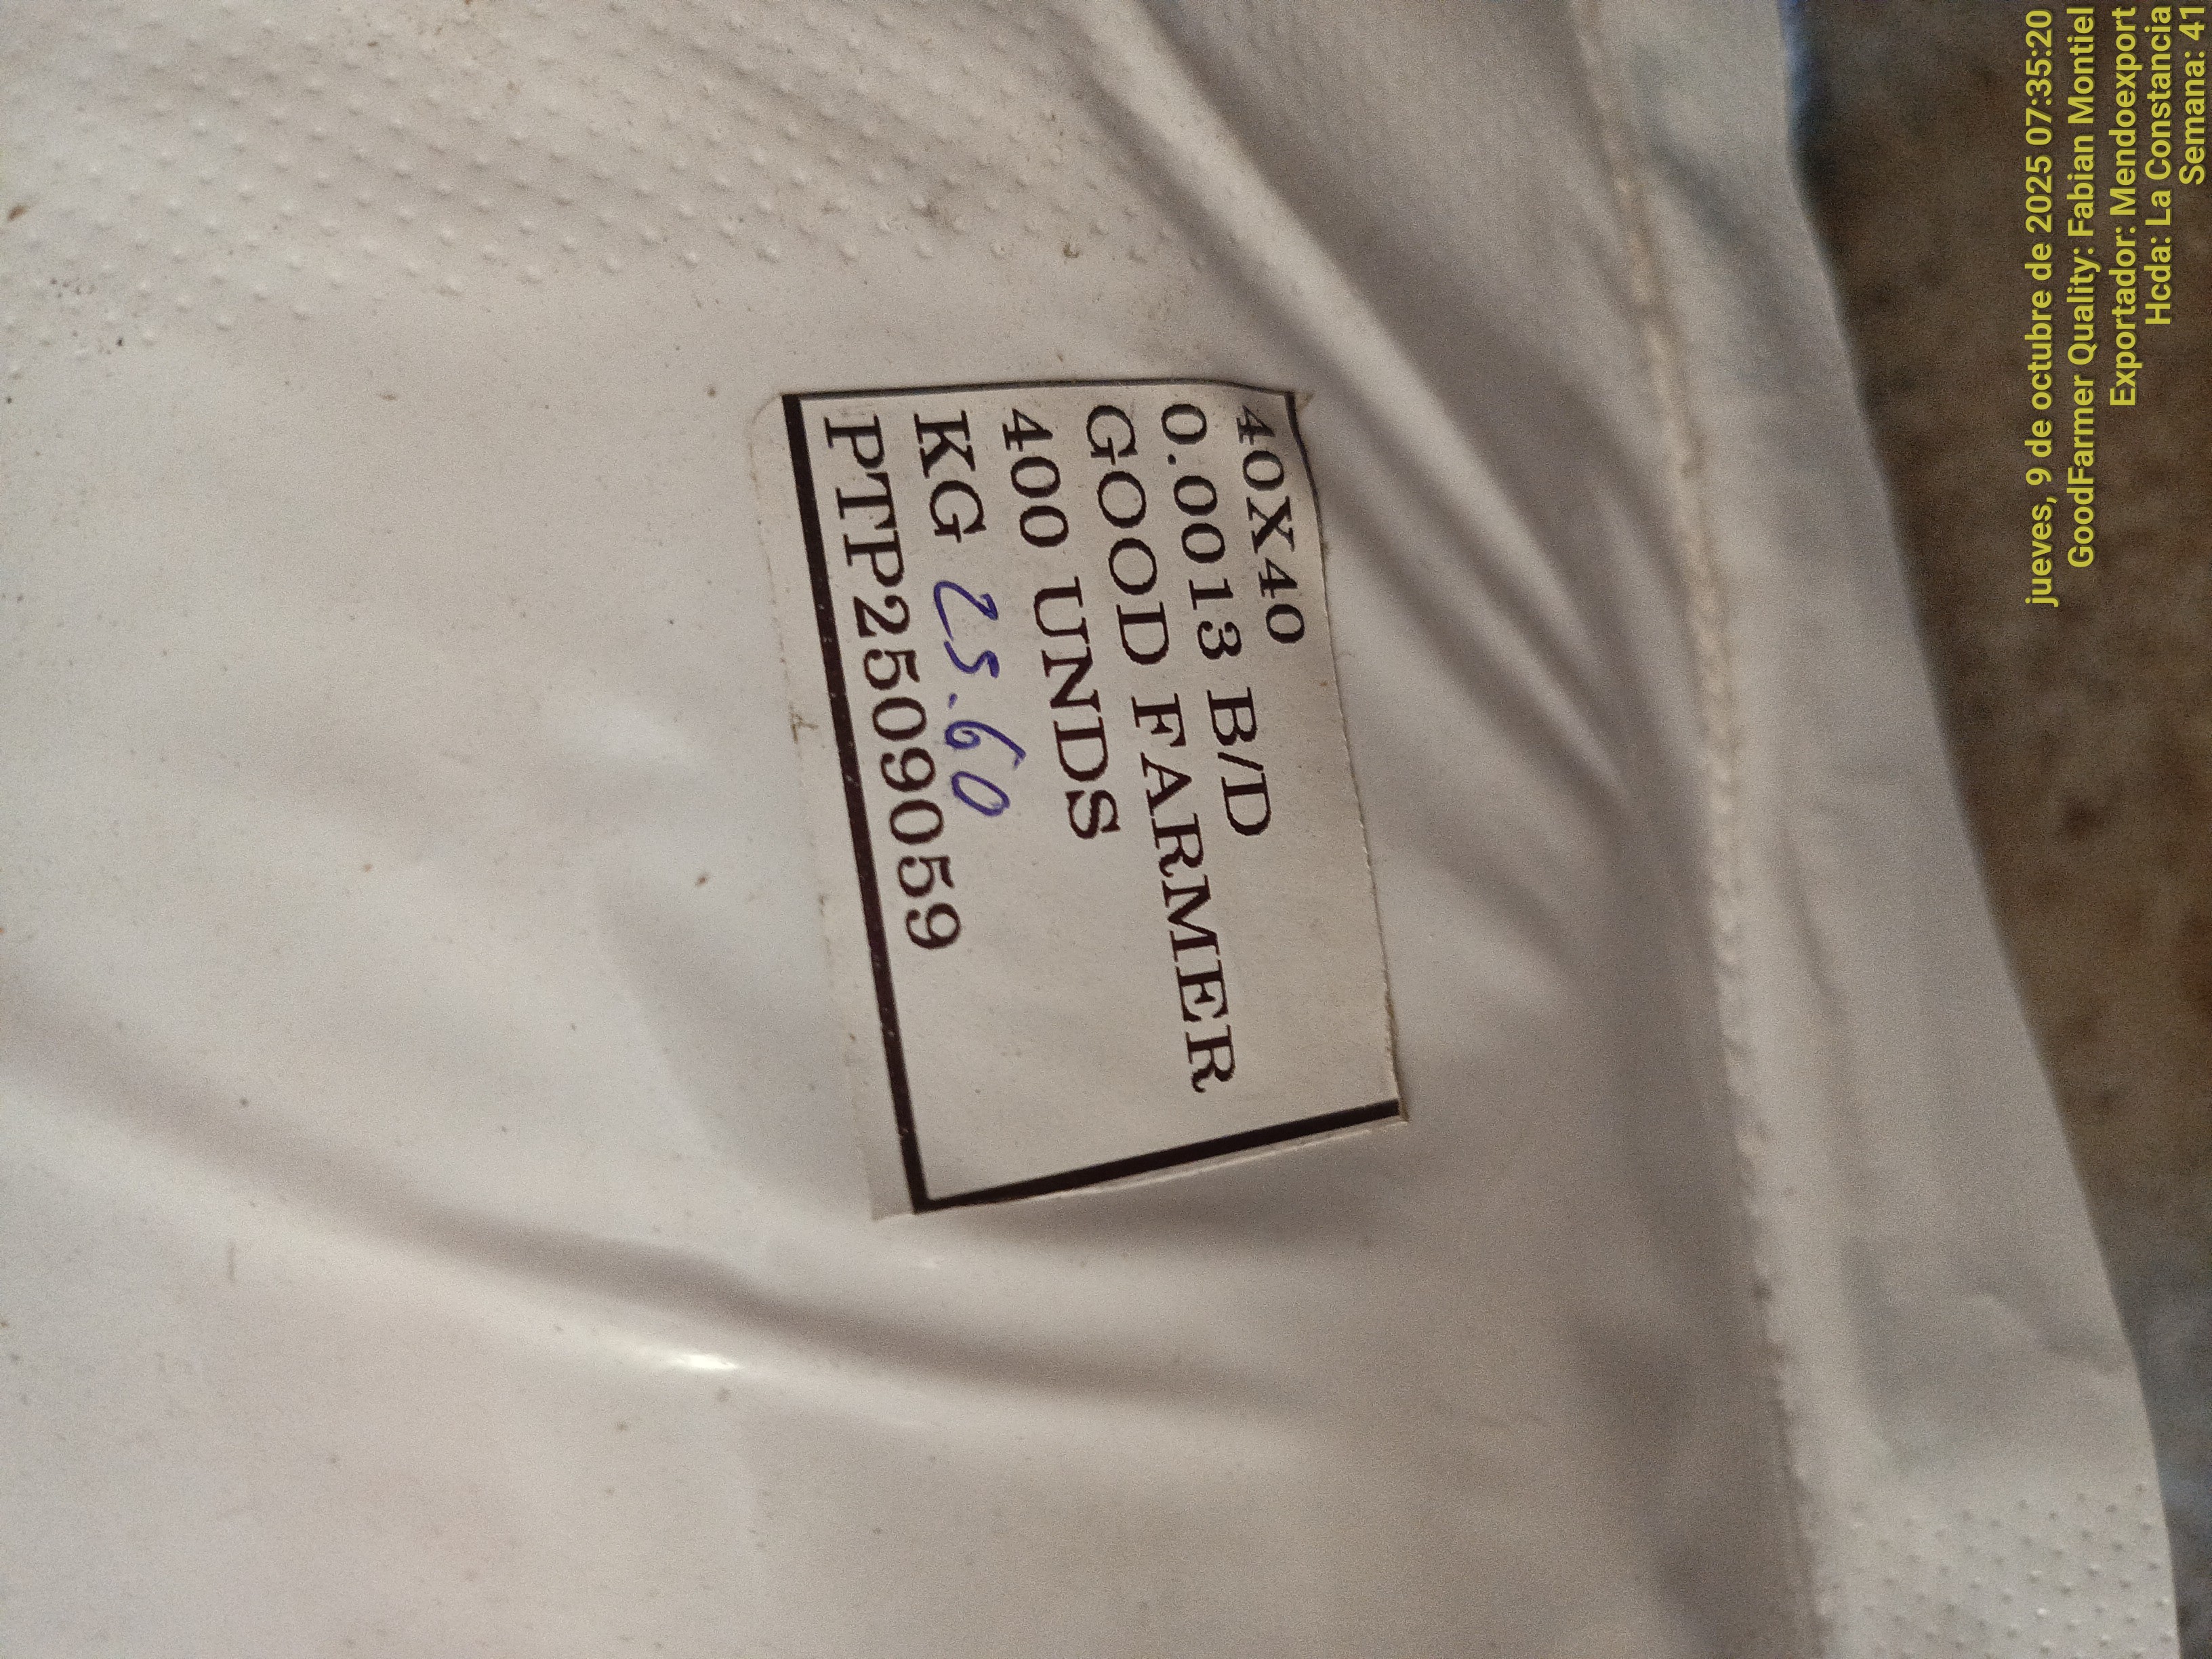 40X40
0.0013 B/D
GOOD FARMER
400 UNDS
KG 25.60
PTP2509059
jueves, 9 de octubre de 2025 07:35:20
GoodFarmer Quality: Fabian Montiel
Exportador: Mendoexport
Hcda: La Constancia
Semana: 41